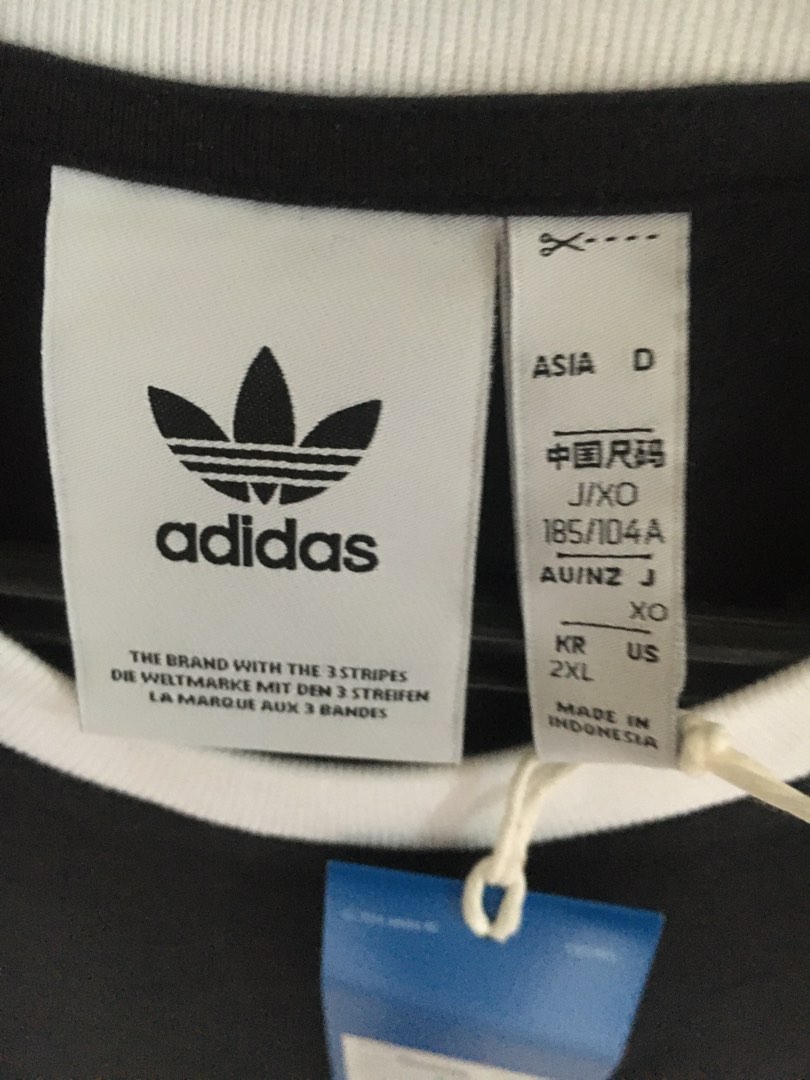 adidas
THE BRAND WITH THE 3 STRIPES
DIE WELTMARKE MIT DEN 3 STREIFEN
LA MARQUE AUX 3 BANDES
ASIA D
中国尺码
J/XO
185/104A
AU/NZ J
XO
KR US
2XL
MADE IN
INDONESIA